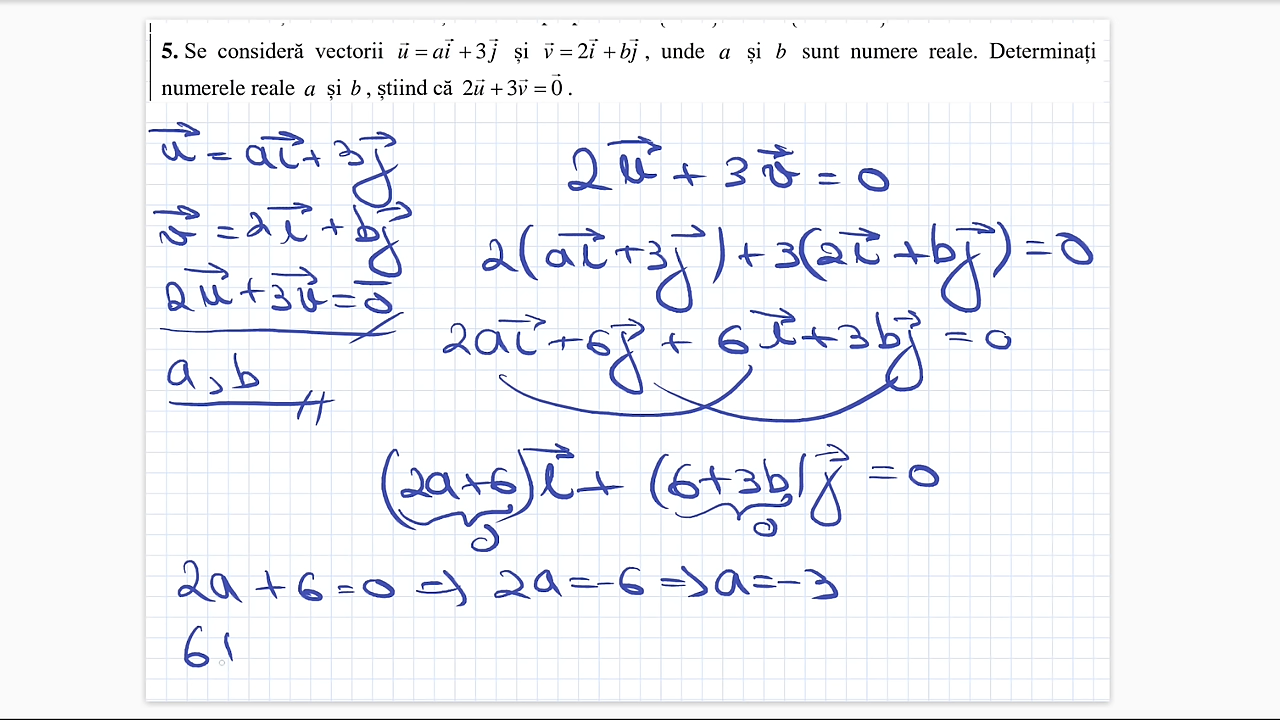 5. Se consideră vectorii u⃗ = ai⃗ + 3j⃗ și v⃗ = 2i⃗ + bj⃗ , unde a și b sunt numere reale. Determinați
numerele reale a și b , știind că 2u⃗ + 3v⃗ = 0⃗ .
u⃗ = ai⃗ + 3j⃗
v⃗ = 2i⃗ + bj⃗
2u⃗ + 3v⃗ = 0̅
a, b
2u⃗ + 3v⃗ = 0
2(ai⃗ + 3j⃗) + 3(2i⃗ + bj⃗) = 0
2ai⃗ + 6j⃗ + 6i⃗ + 3bj⃗ = 0
(2a+6)i⃗ + (6+3b)j⃗ = 0
0 0
2a + 6 = 0 ⇒ 2a = -6 ⇒ a = -3
6